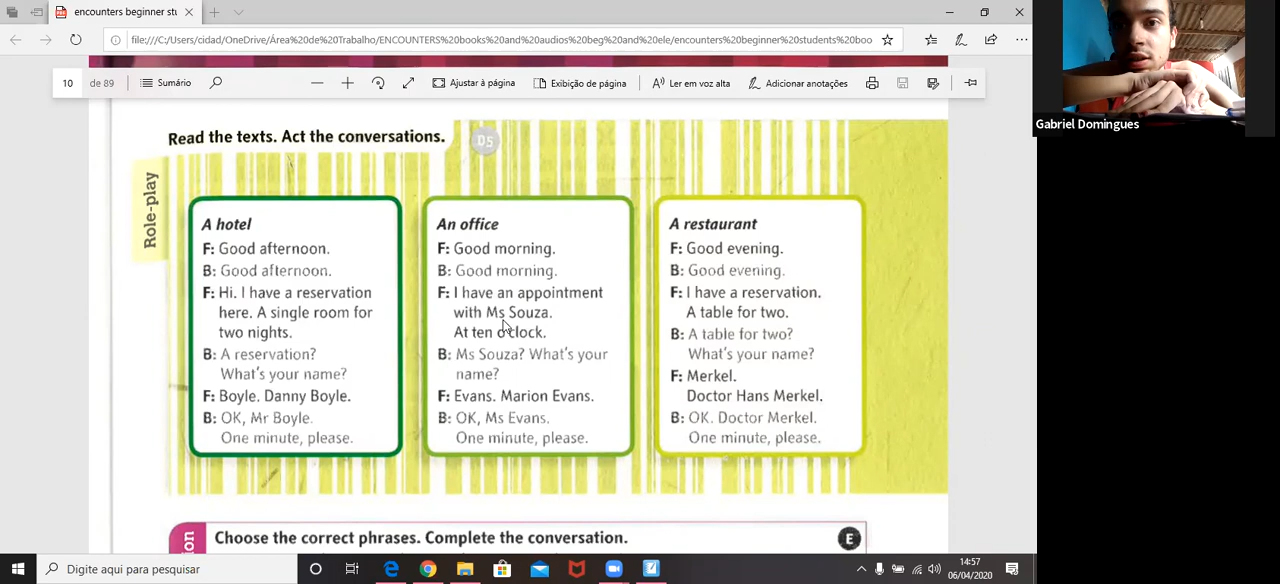 encounters beginner stu
file:///C:/Users/cidad/OneDrive/Área%20de%20Trabalho/ENCOUNTERS%20books%20and%20audios%20beg%20and%20ele/encounters%20beginner%20students%20boo
10 de 89 Sumário Ajustar à página Exibição de página Ler em voz alta Adicionar anotações
Gabriel Domingues
Read the texts. Act the conversations. D5
Role-play
A hotel
F: Good afternoon.
B: Good afternoon.
F: Hi. I have a reservation
here. A single room for
two nights.
B: A reservation?
What's your name?
F: Boyle. Danny Boyle.
B: OK, Mr Boyle.
One minute, please.
An office
F: Good morning.
B: Good morning.
F: I have an appointment
with Ms Souza.
At ten o'clock.
B: Ms Souza? What's your
name?
F: Evans. Marion Evans.
B: OK, Ms Evans.
One minute, please.
A restaurant
F: Good evening.
B: Good evening.
F: I have a reservation.
A table for two.
B: A table for two?
What's your name?
F: Merkel.
Doctor Hans Merkel.
B: OK. Doctor Merkel.
One minute, please.
Choose the correct phrases. Complete the conversation. E
Digite aqui para pesquisar
14:57
06/04/2020